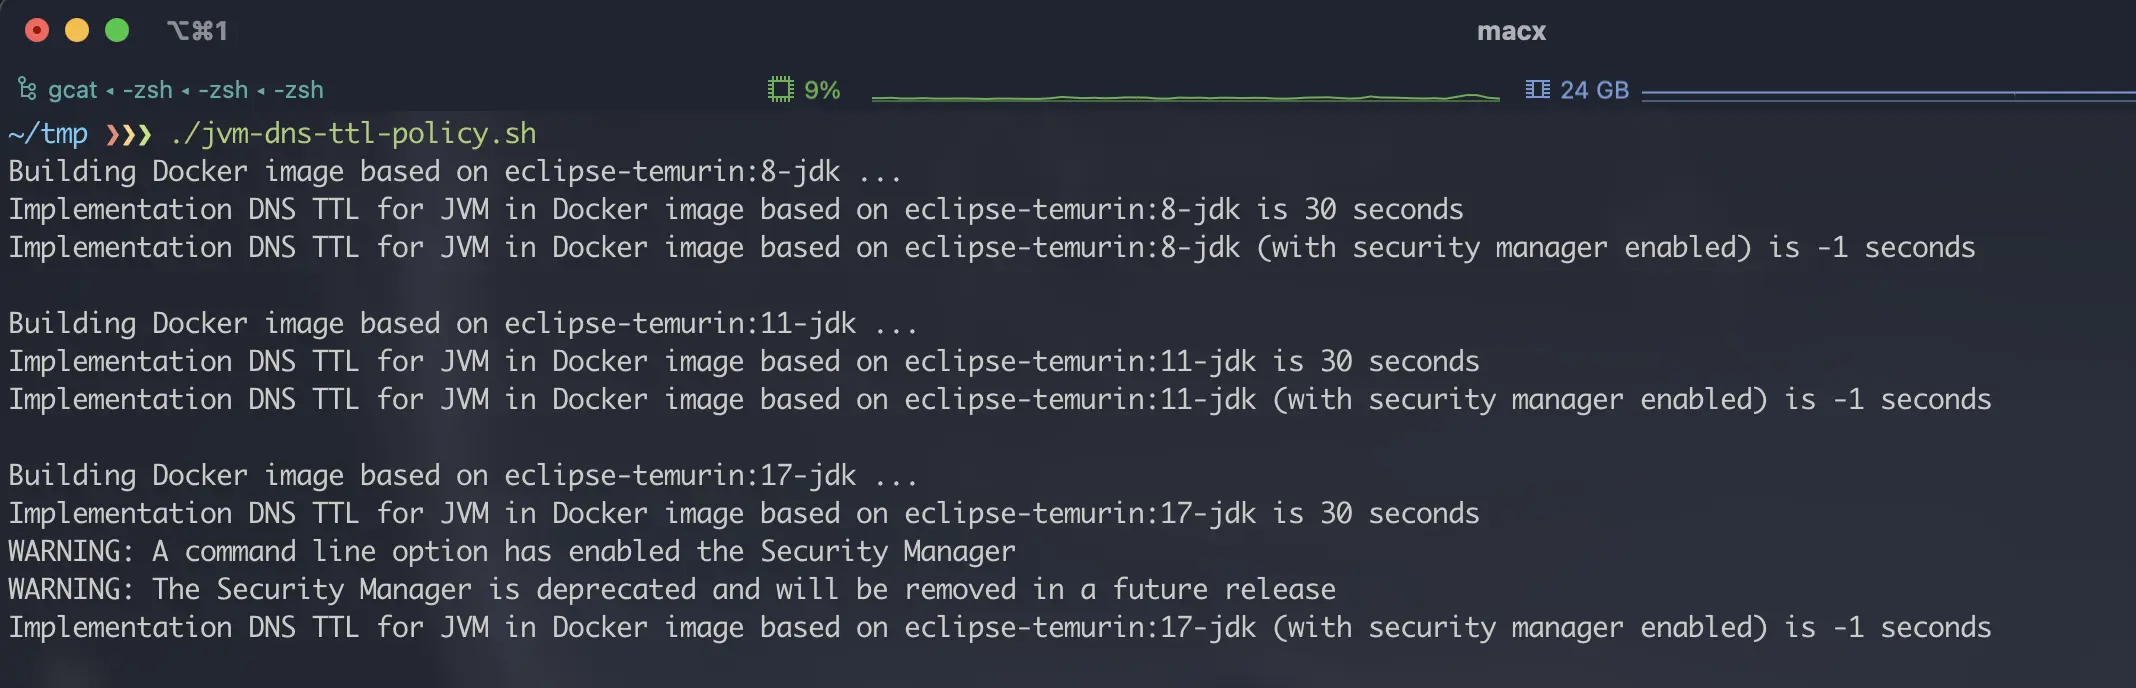 ⌥⌘1
macx
gcat ◂ -zsh ◂ -zsh ◂ -zsh
9%
24 GB
~/tmp ❯❯❯ ./jvm-dns-ttl-policy.sh
Building Docker image based on eclipse-temurin:8-jdk ...
Implementation DNS TTL for JVM in Docker image based on eclipse-temurin:8-jdk is 30 seconds
Implementation DNS TTL for JVM in Docker image based on eclipse-temurin:8-jdk (with security manager enabled) is -1 seconds
Building Docker image based on eclipse-temurin:11-jdk ...
Implementation DNS TTL for JVM in Docker image based on eclipse-temurin:11-jdk is 30 seconds
Implementation DNS TTL for JVM in Docker image based on eclipse-temurin:11-jdk (with security manager enabled) is -1 seconds
Building Docker image based on eclipse-temurin:17-jdk ...
Implementation DNS TTL for JVM in Docker image based on eclipse-temurin:17-jdk is 30 seconds
WARNING: A command line option has enabled the Security Manager
WARNING: The Security Manager is deprecated and will be removed in a future release
Implementation DNS TTL for JVM in Docker image based on eclipse-temurin:17-jdk (with security manager enabled) is -1 seconds